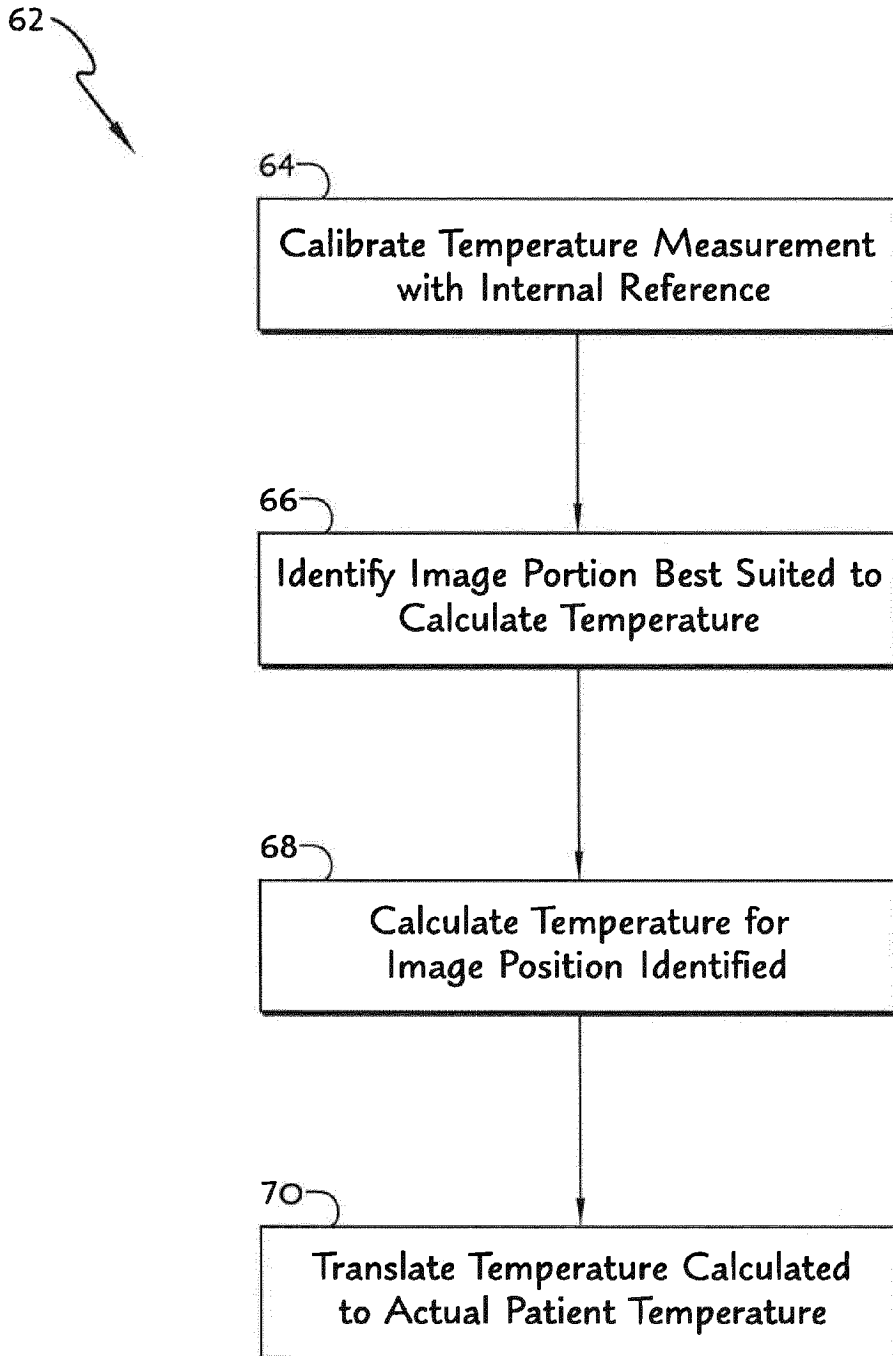 62
64
Calibrate Temperature Measurement
with Internal Reference
66
Identify Image Portion Best Suited to
Calculate Temperature
68
Calculate Temperature for
Image Position Identified
70
Translate Temperature Calculated
to Actual Patient Temperature